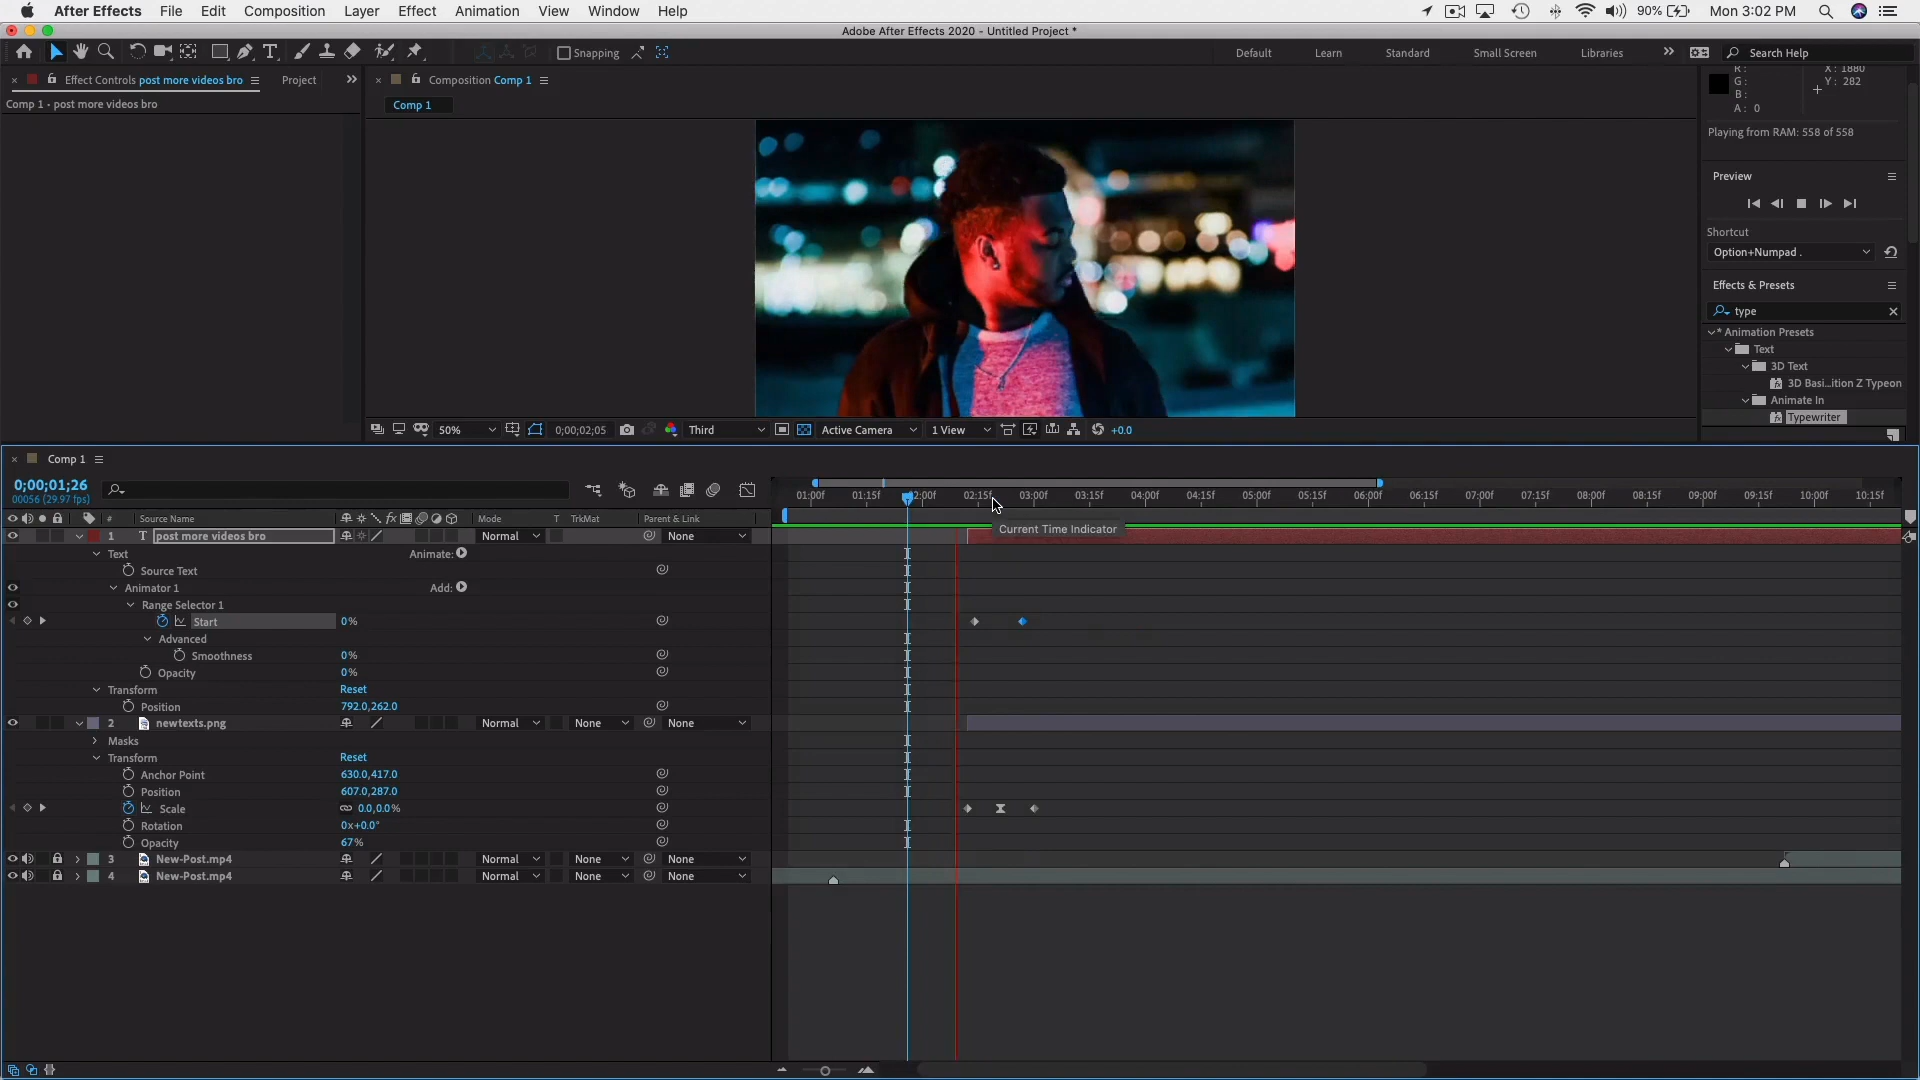 After Effects File Edit Composition Layer Effect Animation View Window Help 90% Mon 3:02 PM
Adobe After Effects 2020 - Untitled Project *
Snapping Default Learn Standard Small Screen Libraries Search Help
Effect Controls post more videos bro Project Composition Comp 1
Comp 1 • post more videos bro
Comp 1
R: X: 1880
G: Y: 282
B:
A: 0
Playing from RAM: 558 of 558
Preview
Shortcut
Option+Numpad .
Effects & Presets
type
* Animation Presets
Text
3D Text
3D Basi...ition Z Typeon
Animate In
Typewriter
50% 0;00;02;05 Third Active Camera 1 View +0.0
Comp 1
0;00;01;26
00056 (29.97 fps)
01:00f 01:15f 02:00f 02:15f 03:00f 03:15f 04:00f 04:15f 05:00f 05:15f 06:00f 06:15f 07:00f 07:15f 08:00f 08:15f 09:00f 09:15f 10:00f 10:15f
# Source Name Mode T TrkMat Parent & Link
1 T post more videos bro Normal None
Current Time Indicator
Text Animate:
Source Text
Animator 1 Add:
Range Selector 1
Start 0%
Advanced
Smoothness 0%
Opacity 0%
Transform Reset
Position 792.0,262.0
2 newtexts.png Normal None None
Masks
Transform Reset
Anchor Point 630.0,417.0
Position 607.0,287.0
Scale 0.0,0.0%
Rotation 0x+0.0°
Opacity 67%
3 New-Post.mp4 Normal None None
4 New-Post.mp4 Normal None None